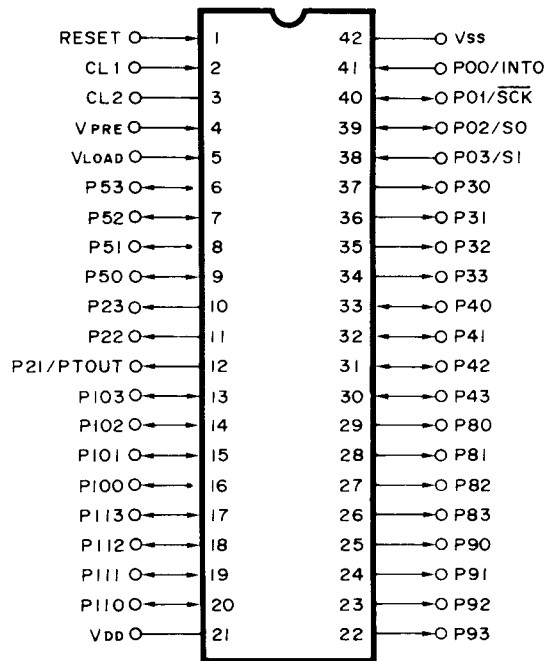 RESET 1 42 Vss
CL1 2 41 P00/INT0
CL2 3 40 P01/S̅C̅K̅
VPRE 4 39 P02/S0
VLOAD 5 38 P03/S1
P53 6 37 P30
P52 7 36 P31
P51 8 35 P32
P50 9 34 P33
P23 10 33 P40
P22 11 32 P41
P21/PTOUT 12 31 P42
P103 13 30 P43
P102 14 29 P80
P101 15 28 P81
P100 16 27 P82
P113 17 26 P83
P112 18 25 P90
P111 19 24 P91
P110 20 23 P92
VDD 21 22 P93